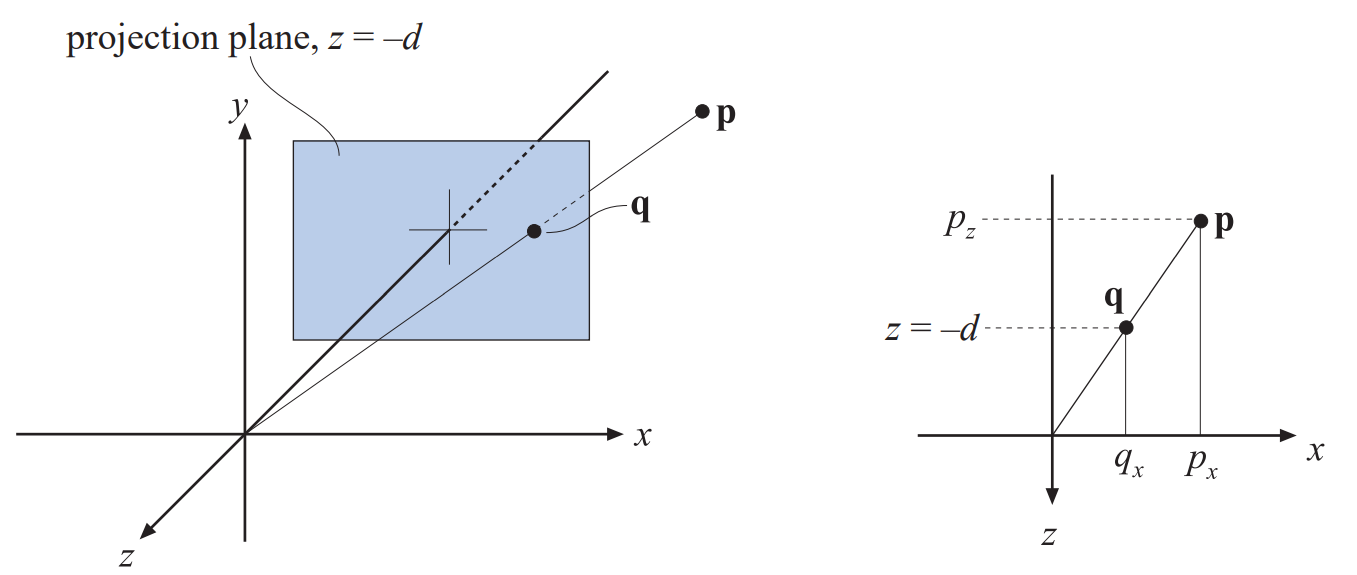 projection plane, z = –d
y
p
q
x
z
p_z
p
q
z = –d
q_x
p_x
x
z